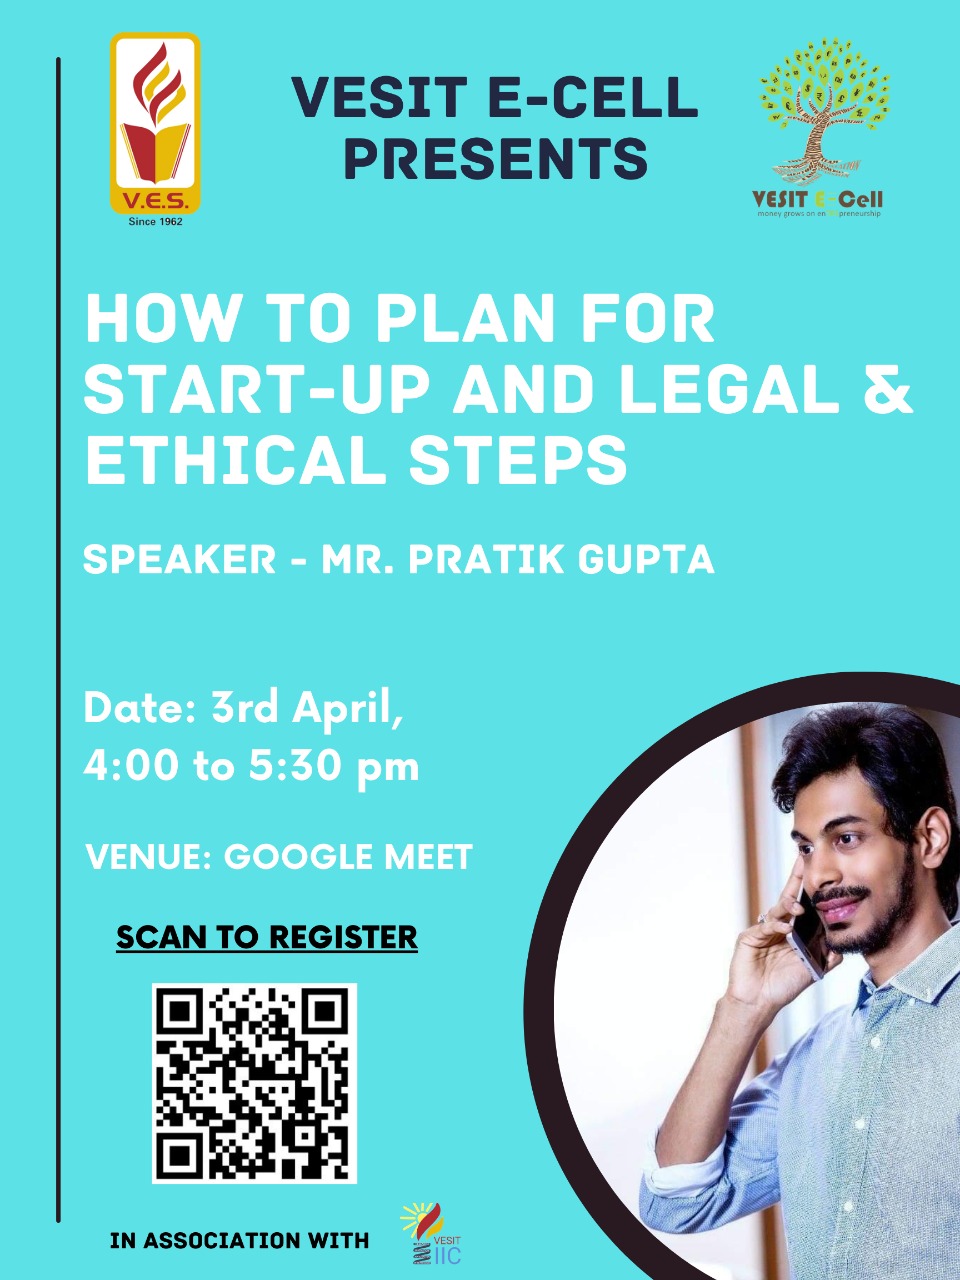 V.E.S.
Since 1962
VESIT E-CELL
PRESENTS
VESIT E-Cell
money grows on entrepreneurship
HOW TO PLAN FOR
START-UP AND LEGAL &
ETHICAL STEPS
SPEAKER - MR. PRATIK GUPTA
Date: 3rd April,
4:00 to 5:30 pm
VENUE: GOOGLE MEET
SCAN TO REGISTER
IN ASSOCIATION WITH
VESIT
IIC